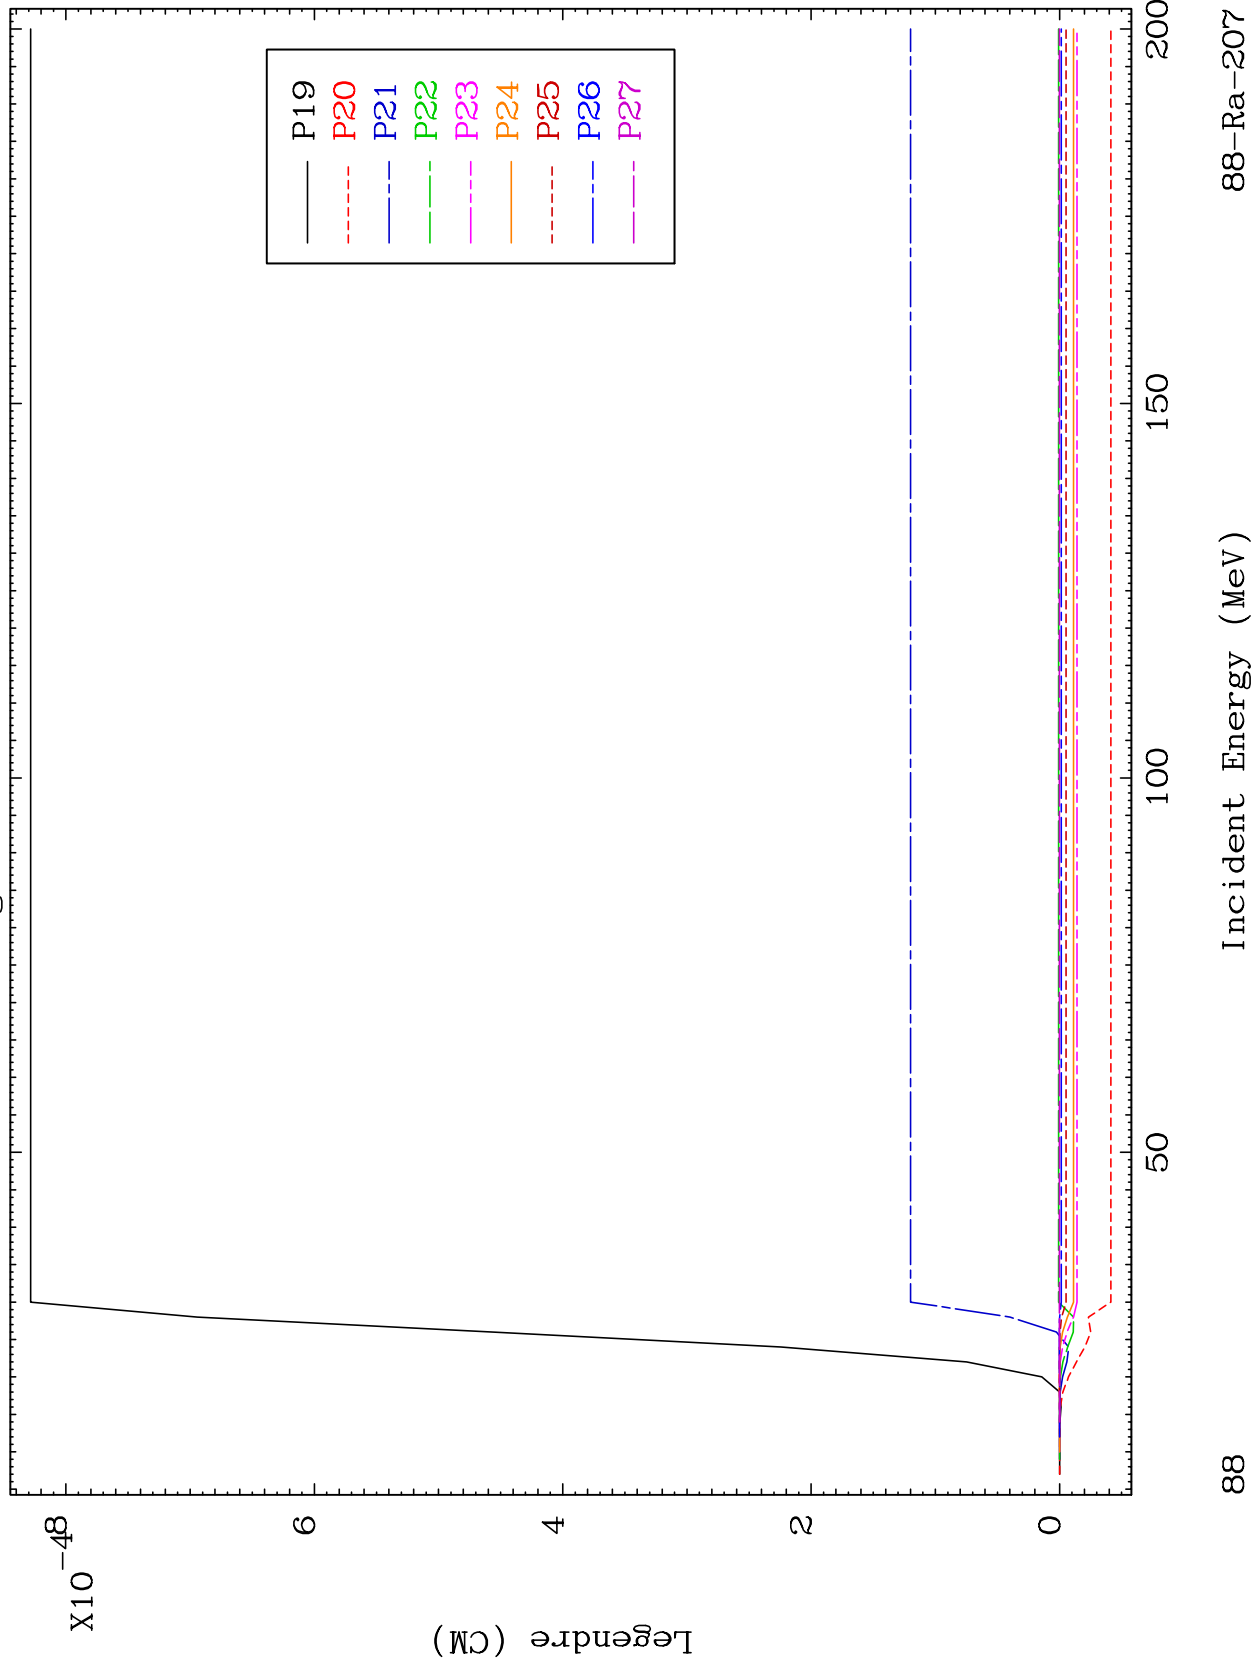 X10⁻⁴
8
6
4
2
0
Legendre (CM)
P19
P20
P21
P22
P23
P24
P25
P26
P27
50 100 150 200
88 Incident Energy (MeV) 88-Ra-207